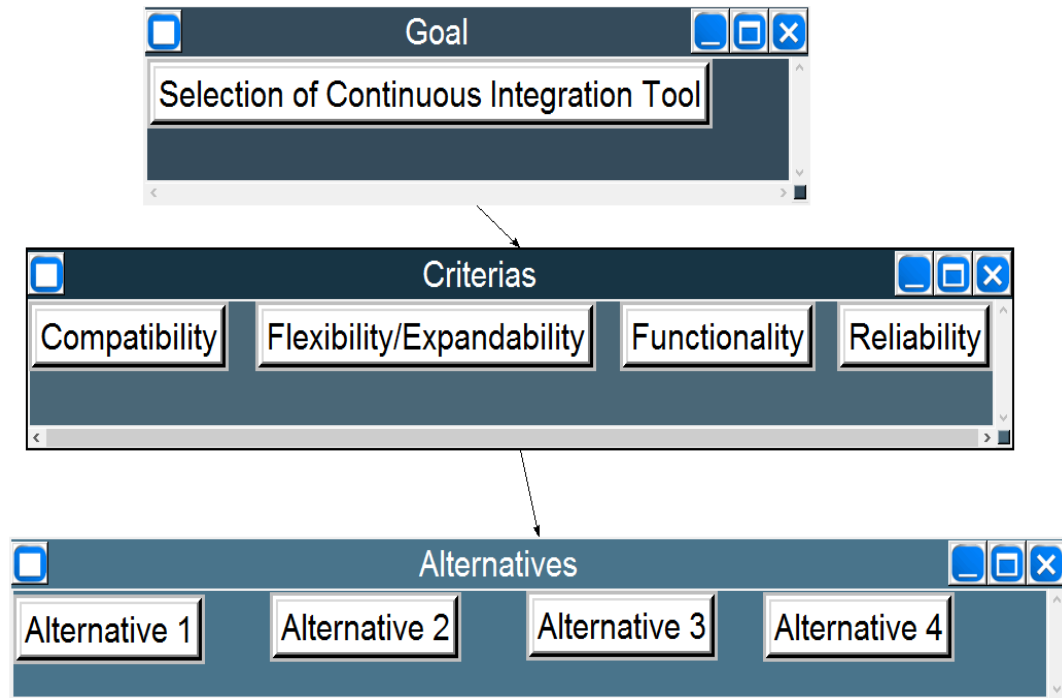 Goal
Selection of Continuous Integration Tool
Criterias
Compatibility Flexibility/Expandability Functionality Reliability
Alternatives
Alternative 1 Alternative 2 Alternative 3 Alternative 4